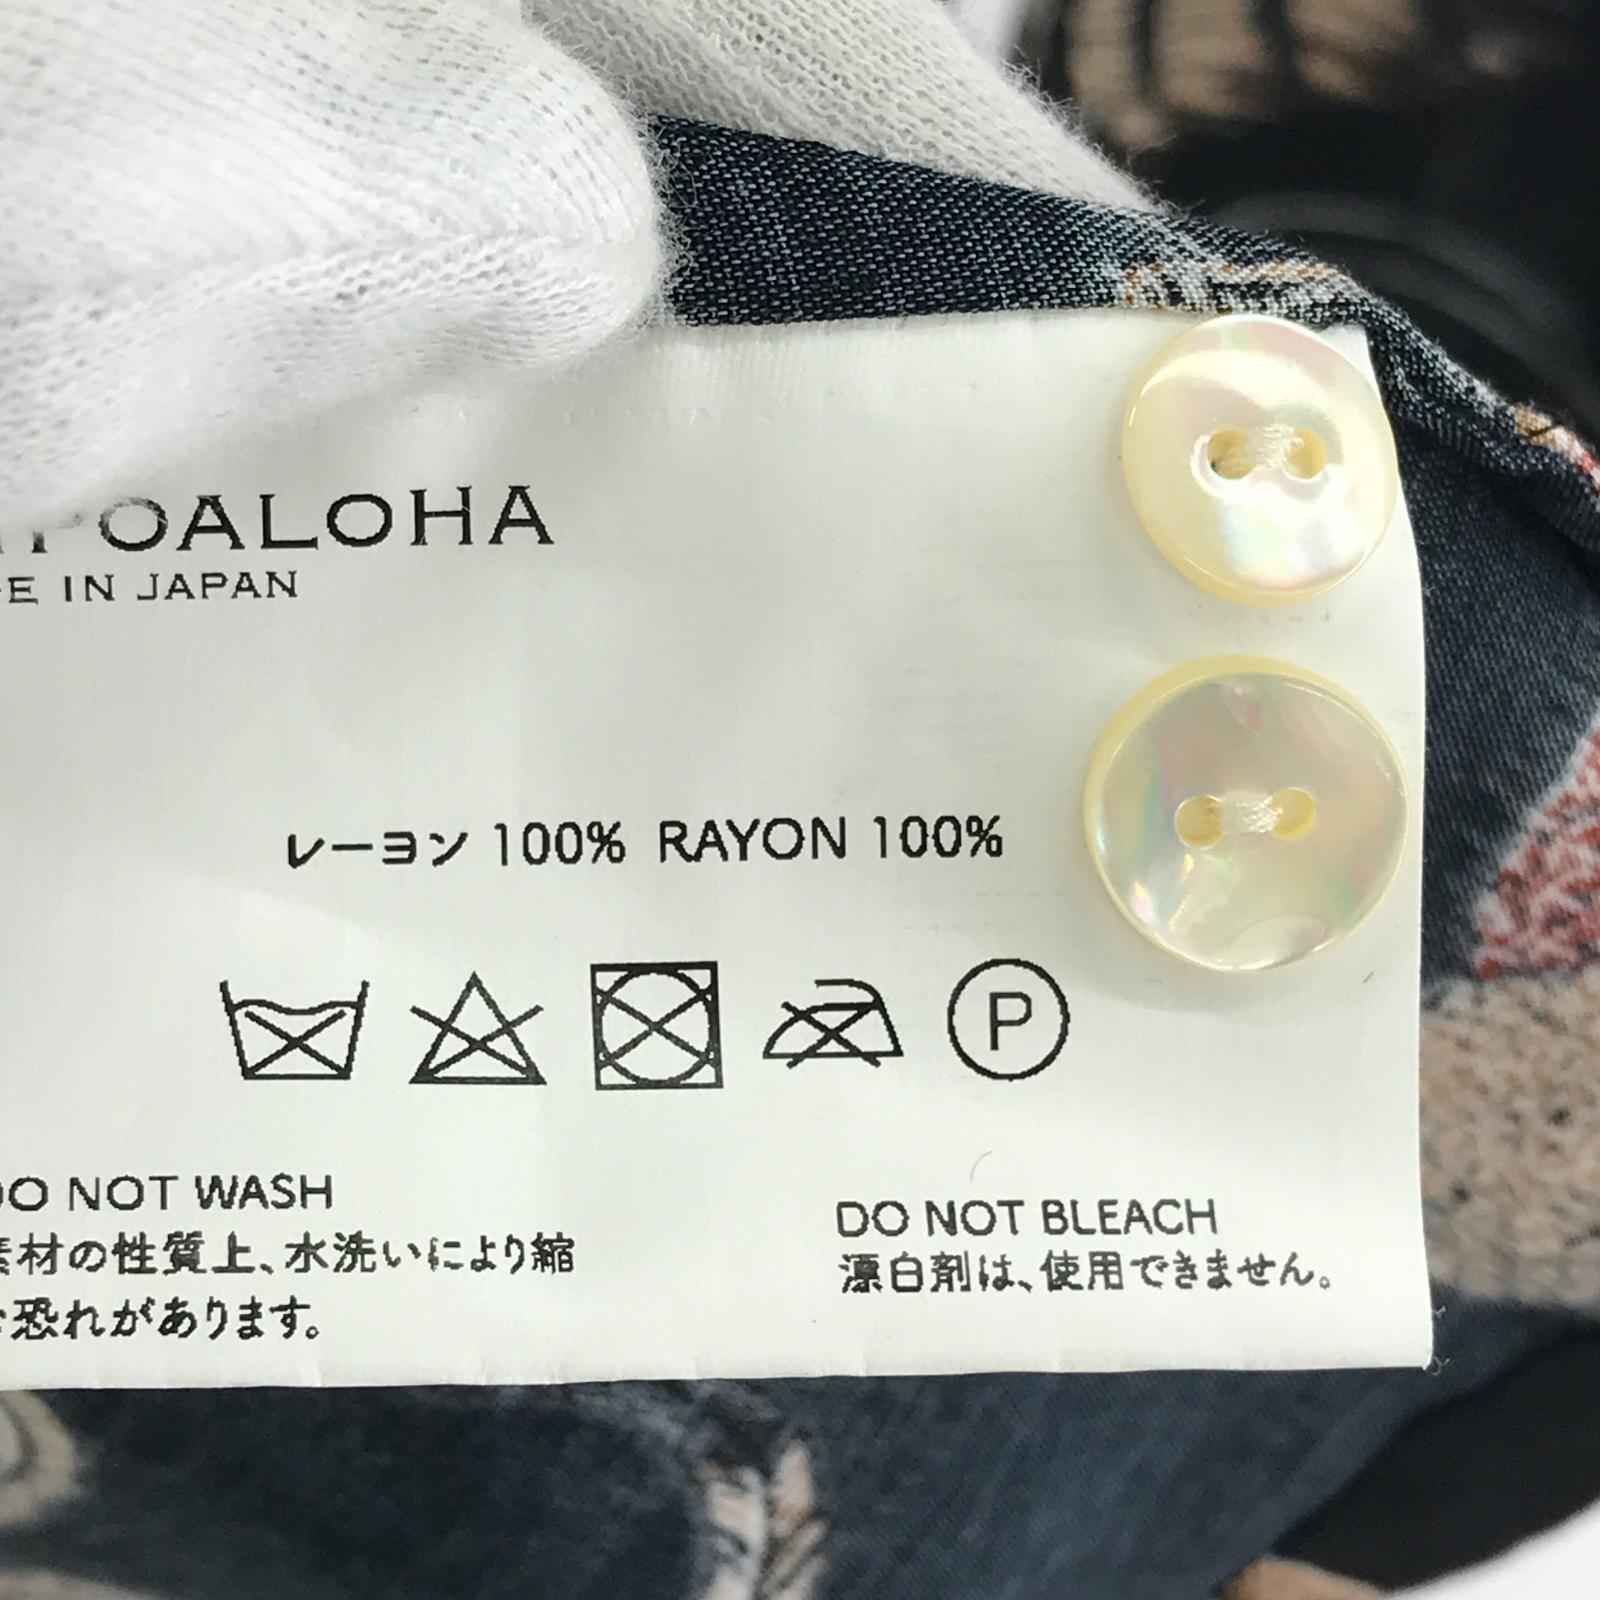 POALOHA
E IN JAPAN
レーヨン 100% RAYON 100%
P
DO NOT WASH
素材の性質上、水洗いにより縮
恐れがあります。
DO NOT BLEACH
漂白剤は、使用できません。